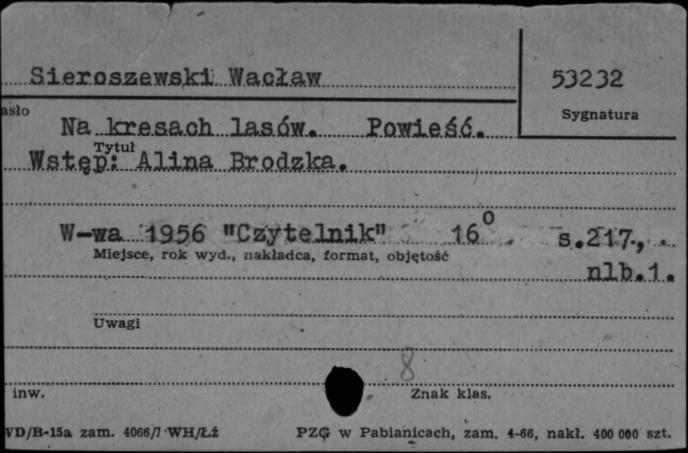 Sieroszewski Wacław
53232
asło
Sygnatura
Na kresach lasów. Powieść.
Tytuł
Wstęp: Alina Brodzka.
W-wa 1956 "Czytelnik" 16⁰ s.217.,
Miejsce, rok wyd., nakładca, format, objętość
nlb.1.
Uwagi
8
inw.
Znak klas.
VD/B-15a zam. 4066/7 WH/Łź
PZG w Pabianicach, zam. 4-66, nakł. 400 000 szt.